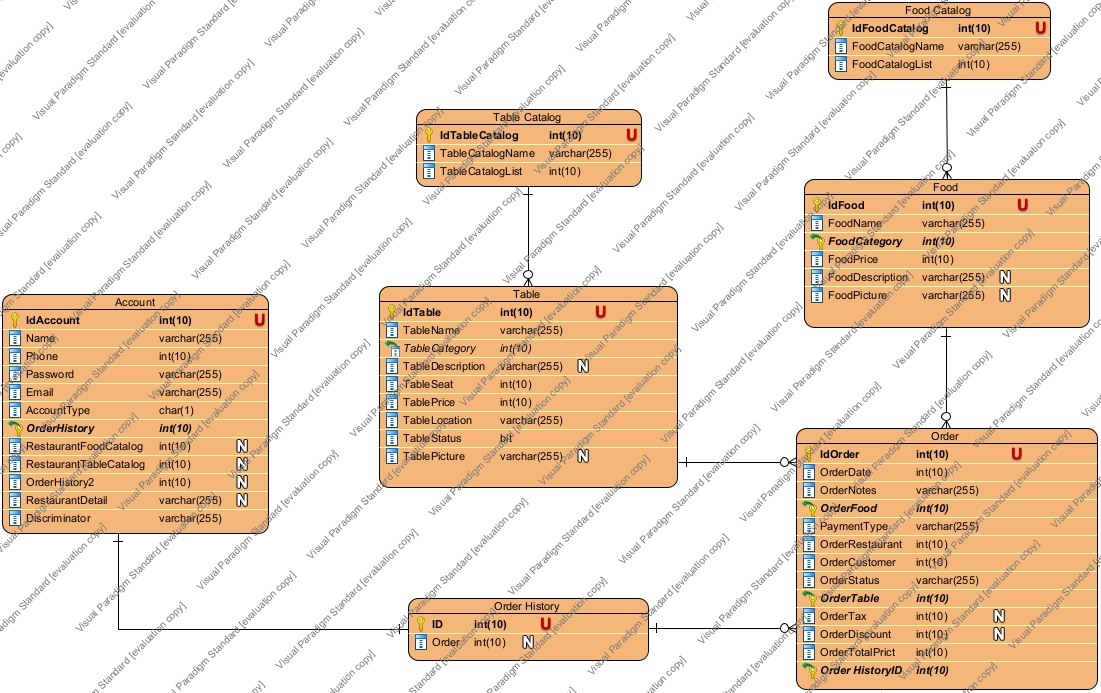 Food Catalog
IdFoodCatalog int(10) U
FoodCatalogName varchar(255)
FoodCatalogList int(10)
Table Catalog
IdTableCatalog int(10) U
TableCatalogName varchar(255)
TableCatalogList int(10)
Food
IdFood int(10) U
FoodName varchar(255)
FoodCategory int(10)
FoodPrice int(10)
FoodDescription varchar(255) N
FoodPicture varchar(255) N
Account
IdAccount int(10) U
Name varchar(255)
Phone int(10)
Password varchar(255)
Email varchar(255)
AccountType char(1)
OrderHistory int(10)
RestaurantFoodCatalog int(10) N
RestaurantTableCatalog int(10) N
OrderHistory2 int(10) N
RestaurantDetail varchar(255) N
Discriminator varchar(255)
Table
IdTable int(10) U
TableName varchar(255)
TableCategory int(10)
TableDescription varchar(255) N
TableSeat int(10)
TablePrice int(10)
TableLocation varchar(255)
TableStatus bit
TablePicture varchar(255) N
Order
IdOrder int(10) U
OrderDate int(10)
OrderNotes varchar(255)
OrderFood int(10)
PaymentType varchar(255)
OrderRestaurant int(10)
OrderCustomer int(10)
OrderStatus varchar(255)
OrderTable int(10)
OrderTax int(10) N
OrderDiscount int(10) N
OrderTotalPrict int(10)
Order HistoryID int(10)
Order History
ID int(10) U
Order int(10) N
Visual Paradigm Standard [evaluation copy]